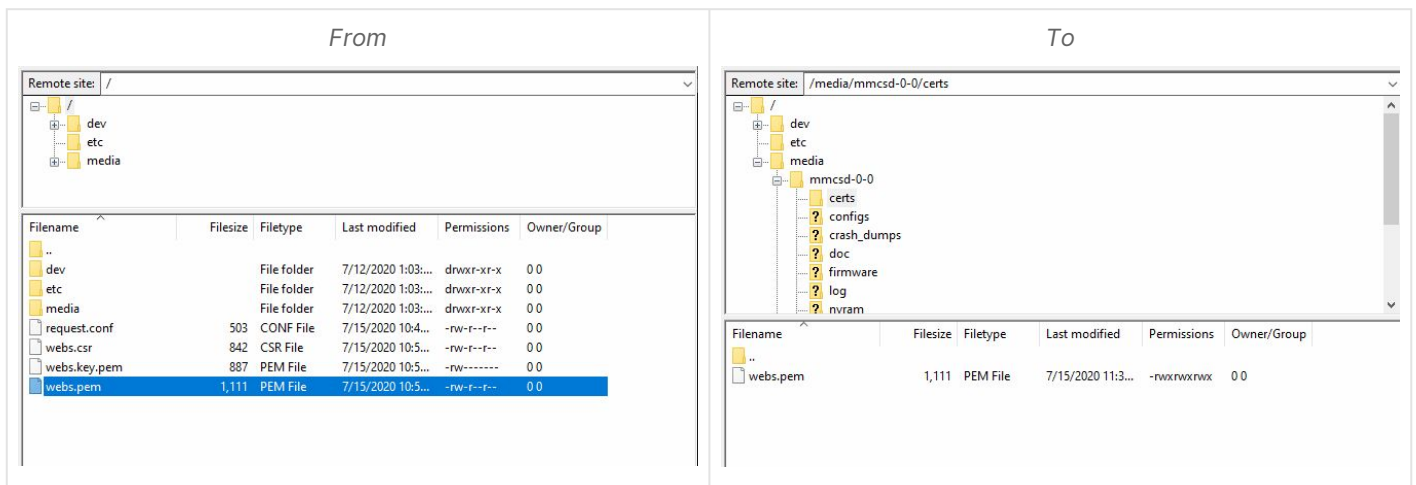 From
To
Remote site: /
/
dev
etc
media
Filename Filesize Filetype Last modified Permissions Owner/Group
..
dev File folder 7/12/2020 1:03:... drwxr-xr-x 0 0
etc File folder 7/12/2020 1:03:... drwxr-xr-x 0 0
media File folder 7/12/2020 1:03:... drwxr-xr-x 0 0
request.conf 503 CONF File 7/15/2020 10:4... -rw-r--r-- 0 0
webs.csr 842 CSR File 7/15/2020 10:5... -rw-r--r-- 0 0
webs.key.pem 887 PEM File 7/15/2020 10:5... -rw------- 0 0
webs.pem 1,111 PEM File 7/15/2020 10:5... -rw-r--r-- 0 0
Remote site: /media/mmcsd-0-0/certs
/
dev
etc
media
mmcsd-0-0
certs
? configs
? crash_dumps
? doc
? firmware
? log
? nvram
Filename Filesize Filetype Last modified Permissions Owner/Group
..
webs.pem 1,111 PEM File 7/15/2020 11:3... -rwxrwxrwx 0 0